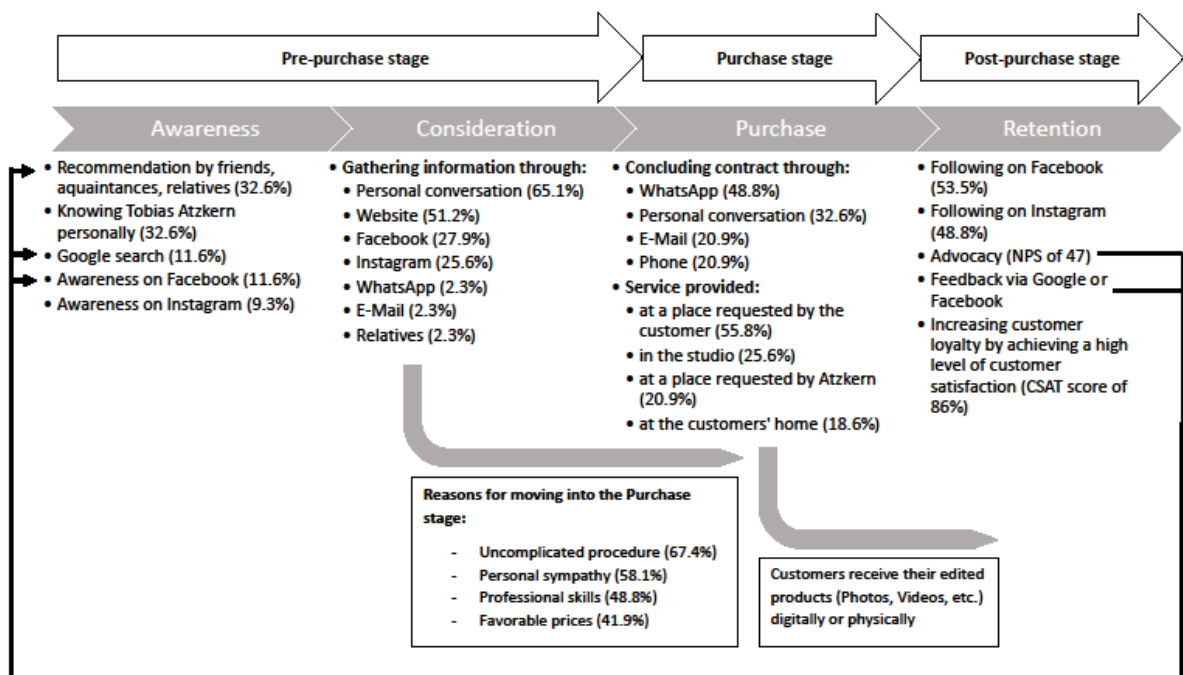 Pre-purchase stage
Purchase stage
Post-purchase stage
Awareness
Consideration
Purchase
Retention
• Recommendation by friends,
aquaintances, relatives (32.6%)
• Knowing Tobias Atzkern
personally (32.6%)
• Google search (11.6%)
• Awareness on Facebook (11.6%)
• Awareness on Instagram (9.3%)
• Gathering information through:
• Personal conversation (65.1%)
• Website (51.2%)
• Facebook (27.9%)
• Instagram (25.6%)
• WhatsApp (2.3%)
• E-Mail (2.3%)
• Relatives (2.3%)
• Concluding contract through:
• WhatsApp (48.8%)
• Personal conversation (32.6%)
• E-Mail (20.9%)
• Phone (20.9%)
• Service provided:
• at a place requested by the
customer (55.8%)
• in the studio (25.6%)
• at a place requested by Atzkern
(20.9%)
• at the customers' home (18.6%)
• Following on Facebook
(53.5%)
• Following on Instagram
(48.8%)
• Advocacy (NPS of 47)
• Feedback via Google or
Facebook
• Increasing customer
loyalty by achieving a high
level of customer
satisfaction (CSAT score of
86%)
Reasons for moving into the Purchase
stage:
- Uncomplicated procedure (67.4%)
- Personal sympathy (58.1%)
- Professional skills (48.8%)
- Favorable prices (41.9%)
Customers receive their edited
products (Photos, Videos, etc.)
digitally or physically